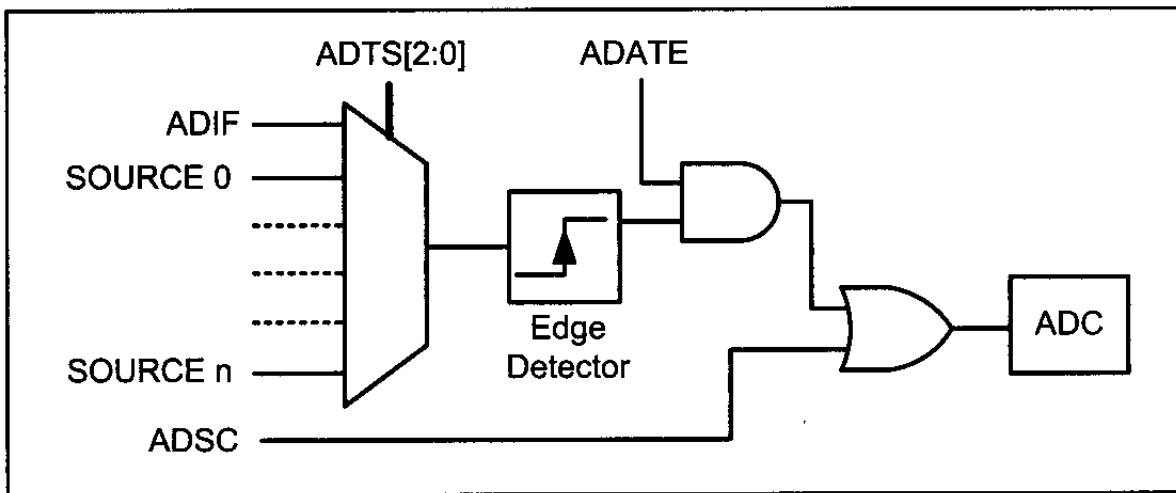 ADTS[2:0]
ADATE
ADIF
SOURCE 0
SOURCE n
ADSC
Edge
Detector
ADC